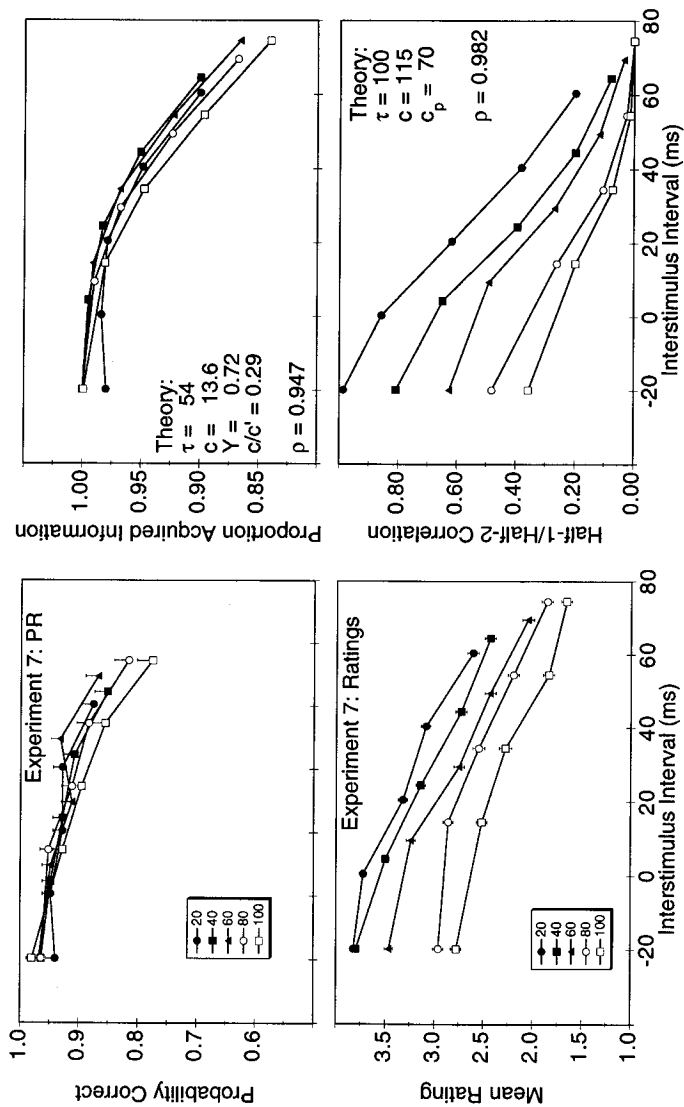 Experiment 7: PR
Probability Correct
1.0
0.9
0.8
0.7
0.6
20
40
60
80
100
Proportion Acquired Information
1.00
0.95
0.90
0.85
Theory:
τ = 54
c = 13.6
Y = 0.72
c/c' = 0.29
ρ = 0.947
Experiment 7: Ratings
Mean Rating
3.5
3.0
2.5
2.0
1.5
1.0
20
40
60
80
100
-20 0 20 40 60 80
Interstimulus Interval (ms)
Half-1/Half-2 Correlation
0.80
0.60
0.40
0.20
0.00
Theory:
τ = 100
c = 115
cp = 70
ρ = 0.982
-20 0 20 40 60 80
Interstimulus Interval (ms)